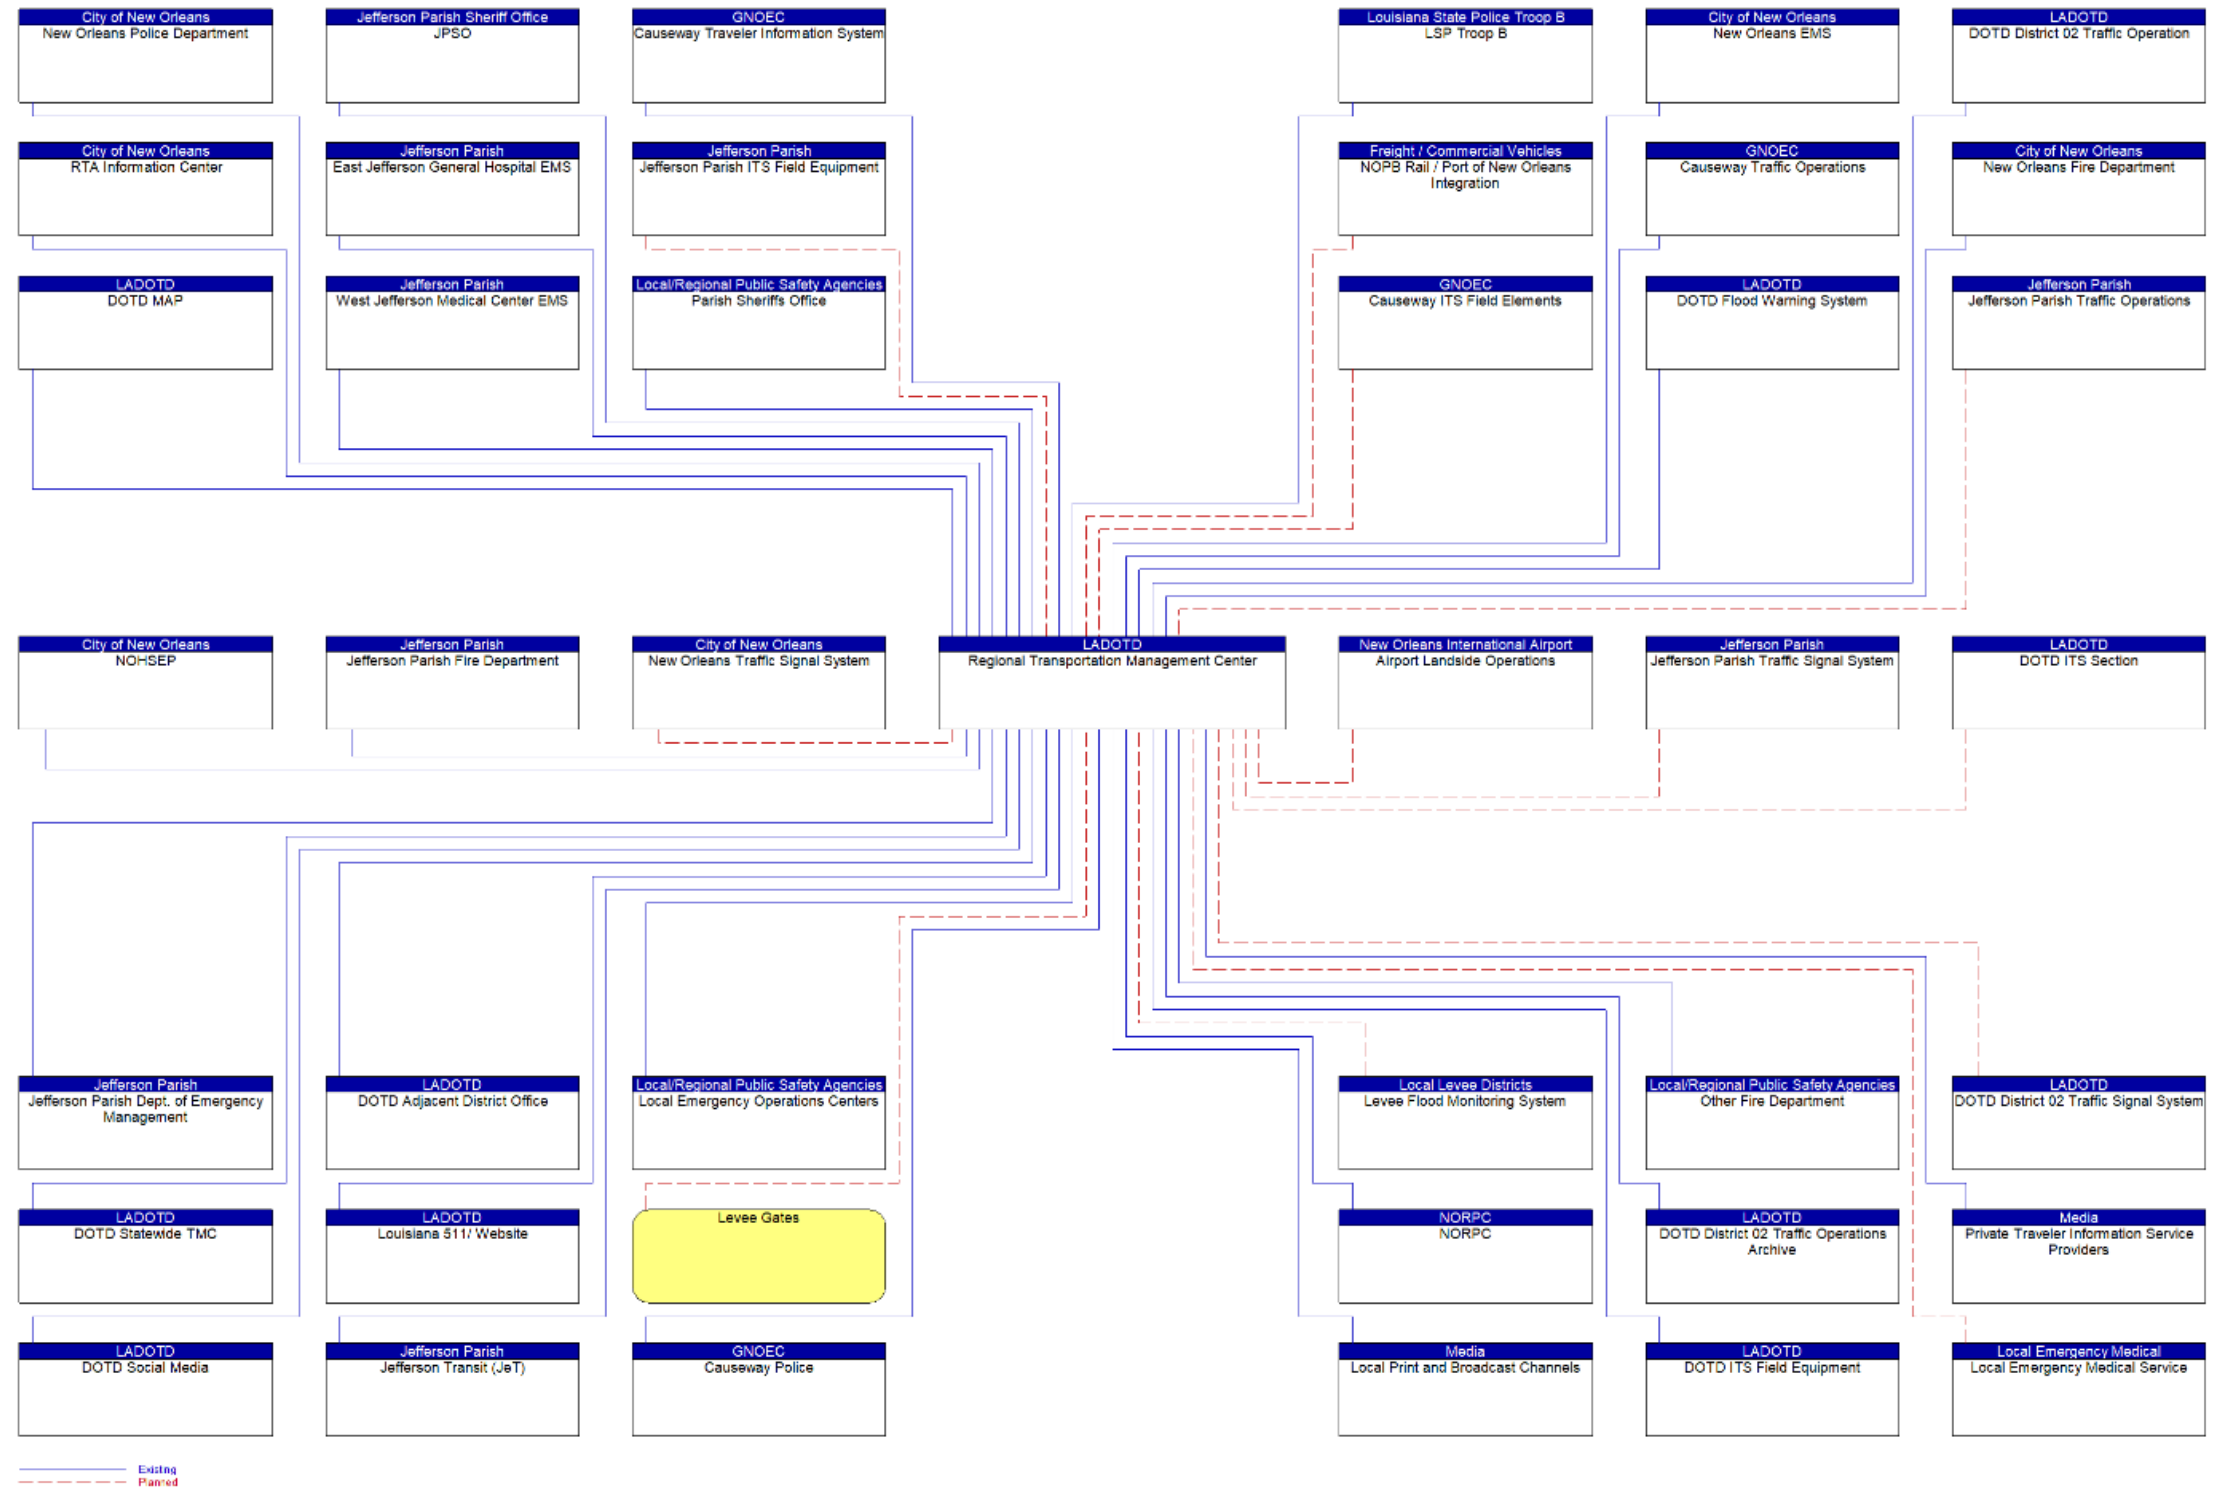 City of New Orleans
New Orleans Police Department
Jefferson Parish Sheriff Office
JPSO
GNOEC
Causeway Traveler Information System
Louisiana State Police Troop B
LSP Troop B
City of New Orleans
New Orleans EMS
LADOTD
DOTD District 02 Traffic Operation
City of New Orleans
RTA Information Center
Jefferson Parish
East Jefferson General Hospital EMS
Jefferson Parish
Jefferson Parish ITS Field Equipment
Freight / Commercial Vehicles
NOPB Rail / Port of New Orleans
Integration
GNOEC
Causeway Traffic Operations
City of New Orleans
New Orleans Fire Department
LADOTD
DOTD MAP
Jefferson Parish
West Jefferson Medical Center EMS
Local/Regional Public Safety Agencies
Parish Sheriffs Office
GNOEC
Causeway ITS Field Elements
LADOTD
DOTD Flood Warning System
Jefferson Parish
Jefferson Parish Traffic Operations
City of New Orleans
NOHSEP
Jefferson Parish
Jefferson Parish Fire Department
City of New Orleans
New Orleans Traffic Signal System
LADOTD
Regional Transportation Management Center
New Orleans International Airport
Airport Landside Operations
Jefferson Parish
Jefferson Parish Traffic Signal System
LADOTD
DOTD ITS Section
Jefferson Parish
Jefferson Parish Dept. of Emergency
Management
LADOTD
DOTD Adjacent District Office
Local/Regional Public Safety Agencies
Local Emergency Operations Centers
Local Levee Districts
Levee Flood Monitoring System
Local/Regional Public Safety Agencies
Other Fire Department
LADOTD
DOTD District 02 Traffic Signal System
LADOTD
DOTD Statewide TMC
LADOTD
Louisiana 511/ Website
Levee Gates
NORPC
NORPC
LADOTD
DOTD District 02 Traffic Operations
Archive
Media
Private Traveler Information Service
Providers
LADOTD
DOTD Social Media
Jefferson Parish
Jefferson Transit (JeT)
GNOEC
Causeway Police
Media
Local Print and Broadcast Channels
LADOTD
DOTD ITS Field Equipment
Local Emergency Medical
Local Emergency Medical Service
Existing
Planned